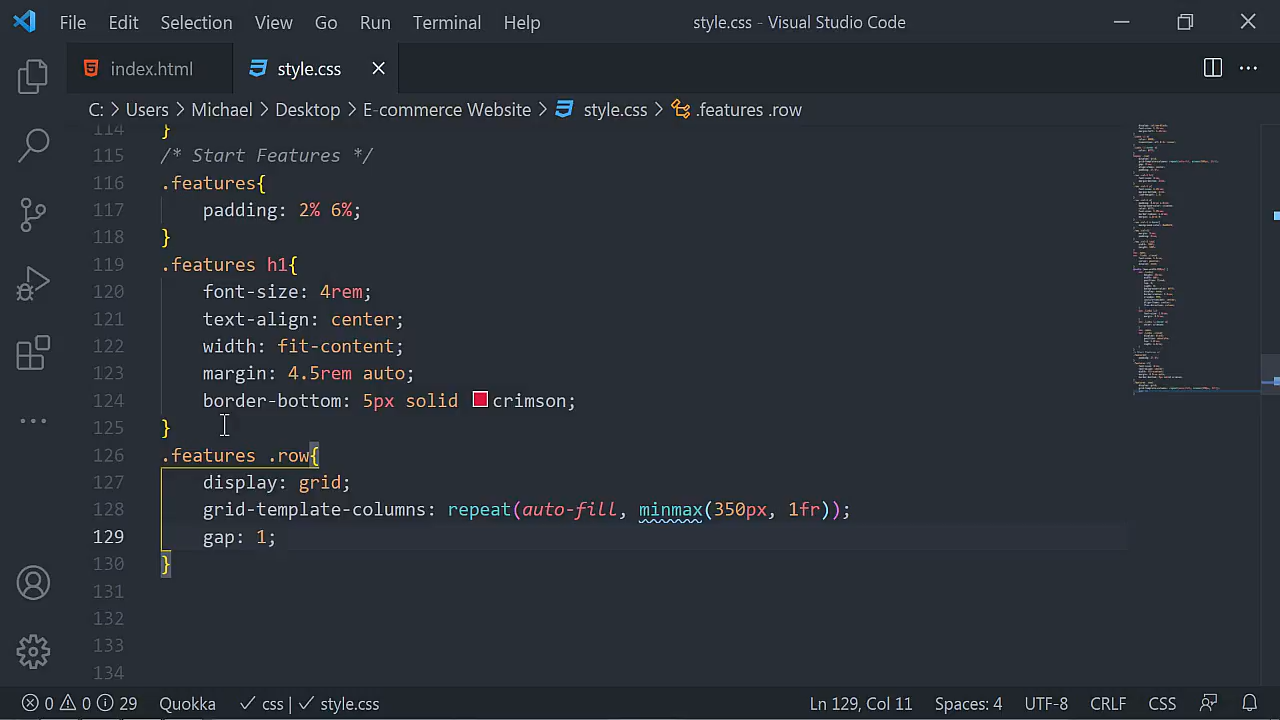 File Edit Selection View Go Run Terminal Help style.css - Visual Studio Code
index.html style.css
C: > Users > Michael > Desktop > E-commerce Website > style.css > .features .row
114 }
115 /* Start Features */
116 .features{
117 padding: 2% 6%;
118 }
119 .features h1{
120 font-size: 4rem;
121 text-align: center;
122 width: fit-content;
123 margin: 4.5rem auto;
124 border-bottom: 5px solid crimson;
125 }
126 .features .row{
127 display: grid;
128 grid-template-columns: repeat(auto-fill, minmax(350px, 1fr));
129 gap: 1;
130 }
131
132
133
134
0 0 29 Quokka ✓ css | ✓ style.css Ln 129, Col 11 Spaces: 4 UTF-8 CRLF CSS